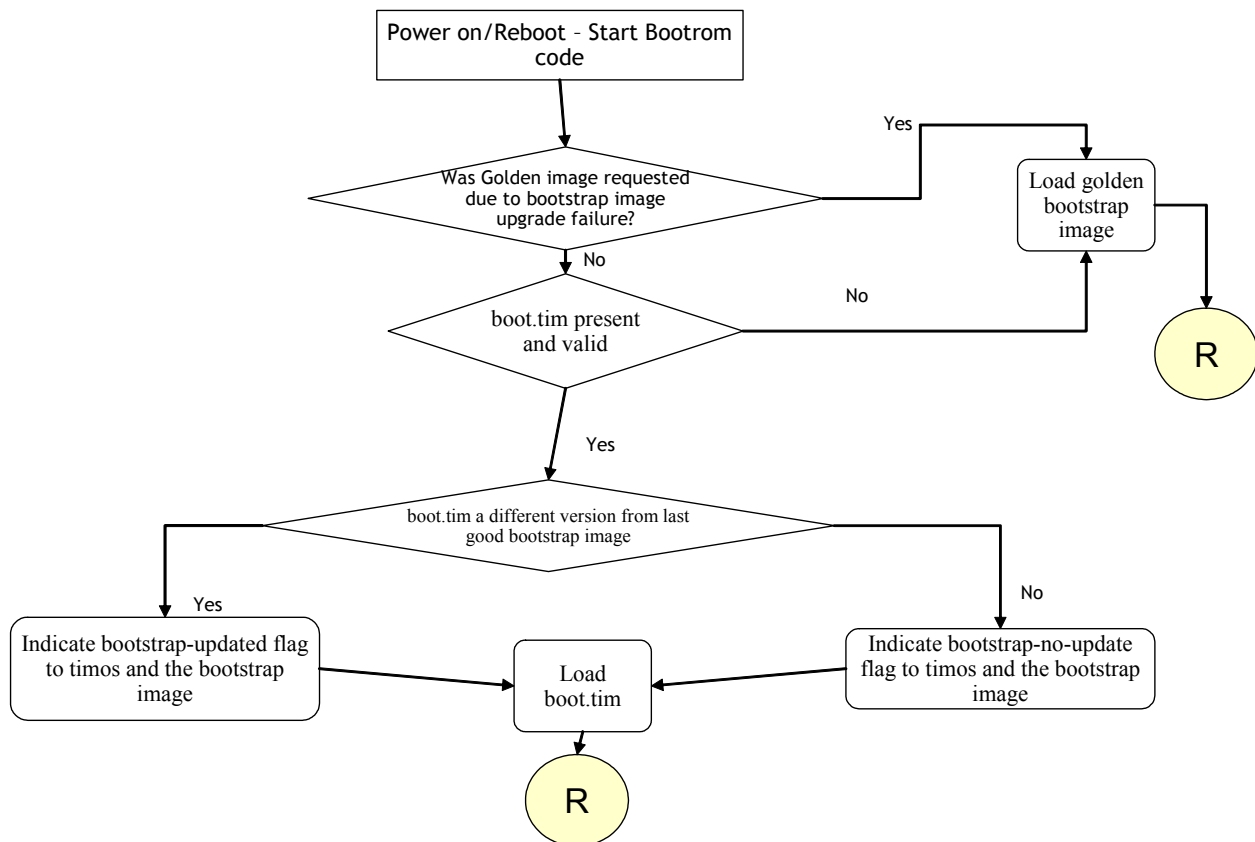 Power on/Reboot - Start Bootrom
code
Yes
Was Golden image requested
due to bootstrap image
upgrade failure?
Load golden
bootstrap
image
No
No
boot.tim present
and valid
R
Yes
boot.tim a different version from last
good bootstrap image
Yes
No
Indicate bootstrap-updated flag
to timos and the bootstrap
image
Load
boot.tim
Indicate bootstrap-no-update
flag to timos and the bootstrap
image
R